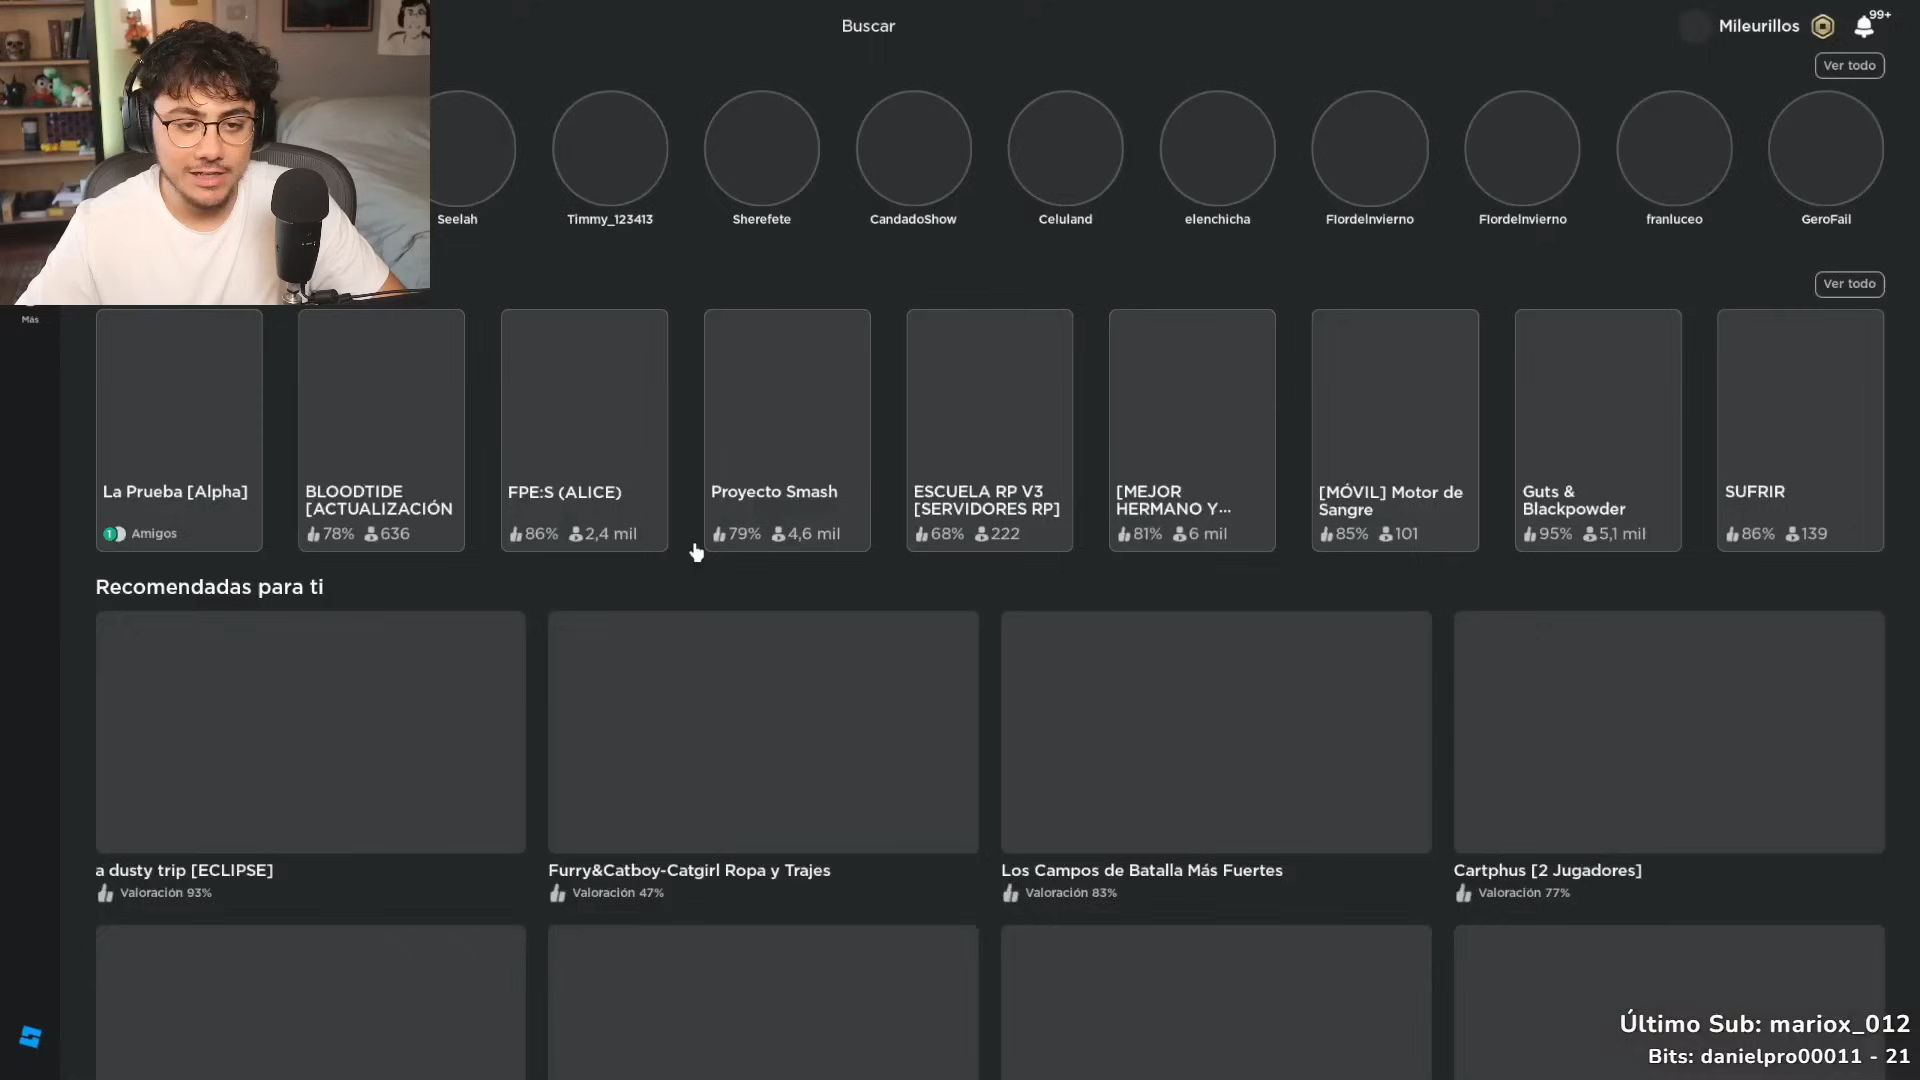 Buscar
Mileurillos
99+
Ver todo
Seelah
Timmy_123413
Sherefete
CandadoShow
Celuland
elenchicha
FlordeInvierno
FlordeInvierno
franluceo
GeroFail
Ver todo
Más
La Prueba [Alpha]
1 Amigos
BLOODTIDE
[ACTUALIZACIÓN
78% 636
FPE:S (ALICE)
86% 2,4 mil
Proyecto Smash
79% 4,6 mil
ESCUELA RP V3
[SERVIDORES RP]
68% 222
[MEJOR
HERMANO Y...
81% 6 mil
[MÓVIL] Motor de
Sangre
85% 101
Guts &
Blackpowder
95% 5,1 mil
SUFRIR
86% 139
Recomendadas para ti
a dusty trip [ECLIPSE]
Valoración 93%
Furry&Catboy-Catgirl Ropa y Trajes
Valoración 47%
Los Campos de Batalla Más Fuertes
Valoración 83%
Cartphus [2 Jugadores]
Valoración 77%
Último Sub: mariox_012
Bits: danielpro00011 - 21